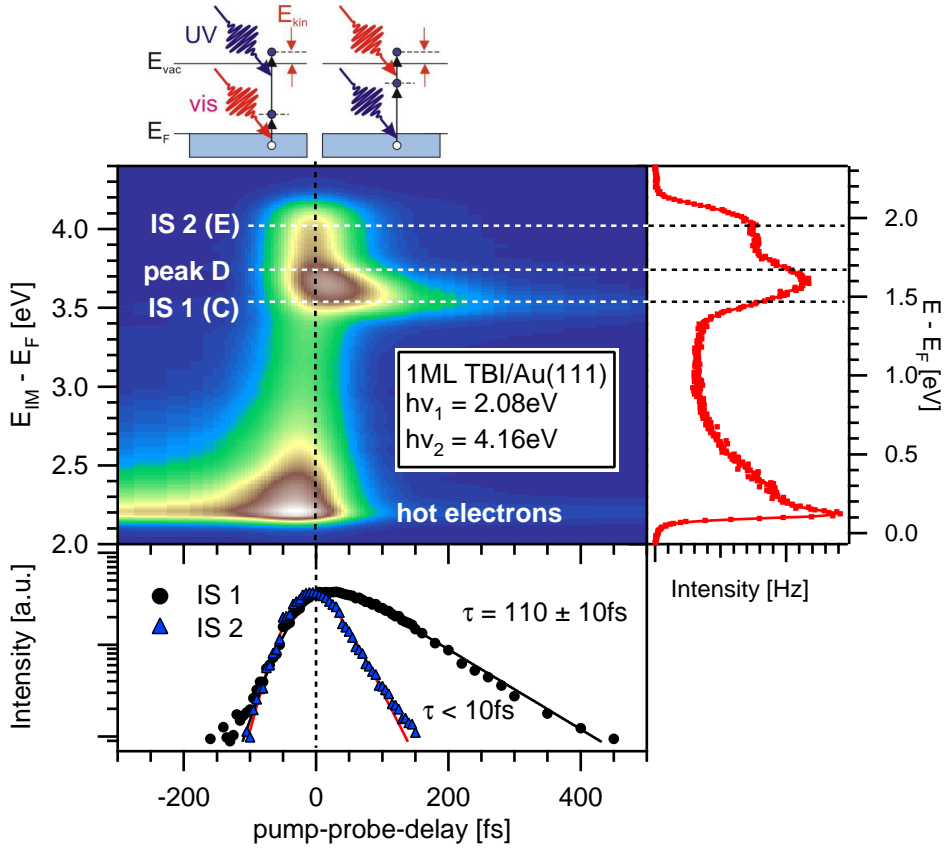 UV
E_kin
E_vac
vis
E_F
IS 2 (E)
peak D
IS 1 (C)
4.0
3.5
3.0
2.5
2.0
E_IM - E_F [eV]
1ML TBI/Au(111)
hν_1 = 2.08eV
hν_2 = 4.16eV
hot electrons
2.0
1.5
1.0
0.5
0.0
E - E_F [eV]
Intensity [Hz]
Intensity [a.u.]
IS 1
IS 2
τ = 110 ± 10fs
τ < 10fs
-200 0 200 400
pump-probe-delay [fs]